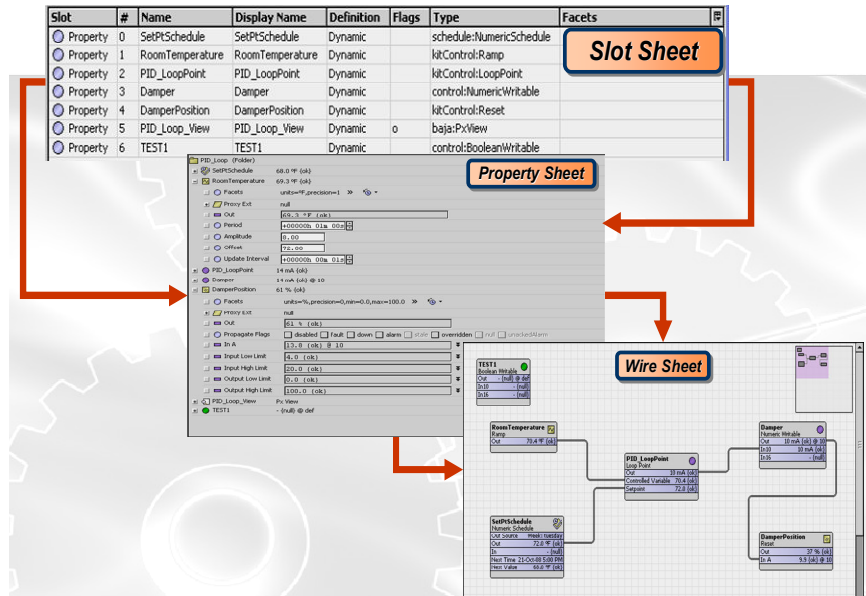 Slot # Name Display Name Definition Flags Type Facets
Property 0 SetPtSchedule SetPtSchedule Dynamic schedule:NumericSchedule
Property 1 RoomTemperature RoomTemperature Dynamic kitControl:Ramp
Property 2 PID_LoopPoint PID_LoopPoint Dynamic kitControl:LoopPoint
Property 3 Damper Damper Dynamic control:NumericWritable
Property 4 DamperPosition DamperPosition Dynamic kitControl:Reset
Property 5 PID_Loop_View PID_Loop_View Dynamic o baja:PxView
Property 6 TEST1 TEST1 Dynamic control:BooleanWritable
Slot Sheet
PID_Loop (Folder)
Property Sheet
SetPtSchedule 68.0 ºF {ok}
RoomTemperature 69.3 ºF {ok}
Facets units=ºF,precision=1 »
Proxy Ext null
Out 69.3 °F {ok}
Period +00000h 01m 00s
Amplitude 8.00
Offset 72.00
Update Interval +00000h 00m 01s
PID_LoopPoint 14 mA {ok}
Damper 14 mA {ok} @ 10
DamperPosition 61 % {ok}
Facets units=%,precision=0,min=0.0,max=100.0 »
Proxy Ext null
Out 61 % {ok}
Propagate Flags disabled fault down alarm stale overridden null unackedAlarm
In A 13.8 {ok} @ 10
Input Low Limit 4.0 {ok}
Input High Limit 20.0 {ok}
Output Low Limit 0.0 {ok}
Output High Limit 100.0 {ok}
PID_Loop_View Px View
TEST1 - {null} @ def
Wire Sheet
TEST1
Boolean Writable
Out - {null} @ def
In10 - {null}
In16 - {null}
RoomTemperature
Ramp
Out 70.4 ºF {ok}
PID_LoopPoint
Loop Point
Out 10 mA {ok}
Controlled Variable 70.4 {ok}
Setpoint 72.0 {ok}
Damper
Numeric Writable
Out 10 mA {ok} @ 10
In10 10 mA {ok}
In16 - {null}
SetPtSchedule
Numeric Schedule
Out Source Week: tuesday
Out 72.0 ºF {ok}
In - {null}
Next Time 21-Oct-08 5:00 PM
Next Value 68.0 ºF {ok}
DamperPosition
Reset
Out 37 % {ok}
In A 9.9 {ok} @ 10